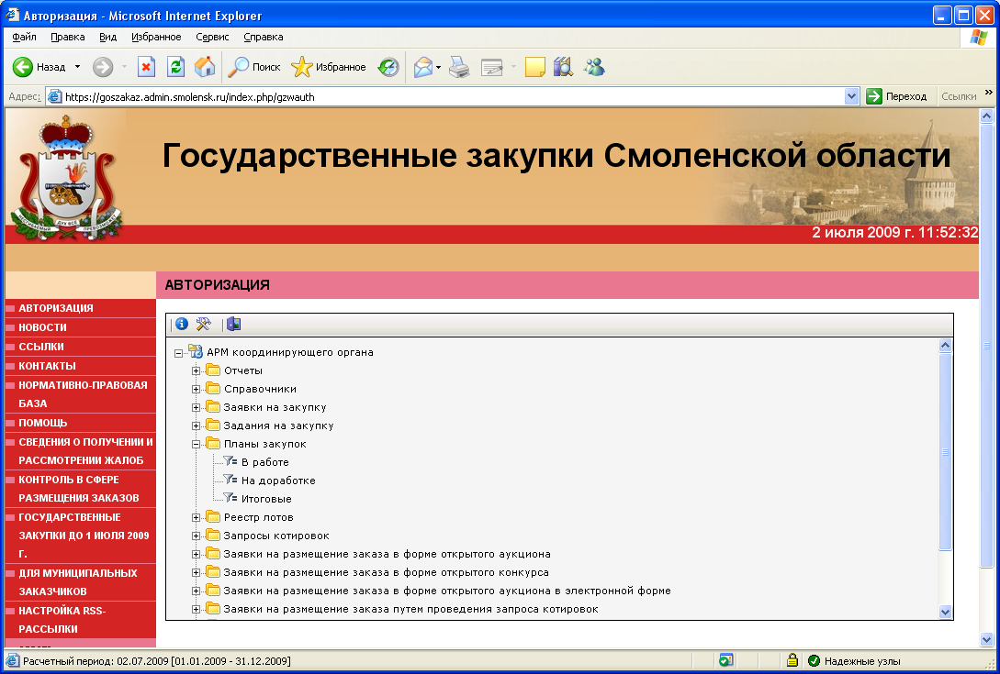 Авторизация - Microsoft Internet Explorer
Файл Правка Вид Избранное Сервис Справка
Назад Поиск Избранное
Адрес: https://goszakaz.admin.smolensk.ru/index.php/gzwauth Переход Ссылки »
Государственные закупки Смоленской области
2 июля 2009 г. 11:52:32
АВТОРИЗАЦИЯ
АВТОРИЗАЦИЯ
НОВОСТИ
ССЫЛКИ
КОНТАКТЫ
НОРМАТИВНО-ПРАВОВАЯ
БАЗА
ПОМОЩЬ
СВЕДЕНИЯ О ПОЛУЧЕНИИ И
РАССМОТРЕНИИ ЖАЛОБ
КОНТРОЛЬ В СФЕРЕ
РАЗМЕЩЕНИЯ ЗАКАЗОВ
ГОСУДАРСТВЕННЫЕ
ЗАКУПКИ ДО 1 ИЮЛЯ 2009
Г.
ДЛЯ МУНИЦИПАЛЬНЫХ
ЗАКАЗЧИКОВ
НАСТРОЙКА RSS-
РАССЫЛКИ
АРМ координирующего органа
Отчеты
Справочники
Заявки на закупку
Задания на закупку
Планы закупок
В работе
На доработке
Итоговые
Реестр лотов
Запросы котировок
Заявки на размещение заказа в форме открытого аукциона
Заявки на размещение заказа в форме открытого конкурса
Заявки на размещение заказа в форме открытого аукциона в электронной форме
Заявки на размещение заказа путем проведения запроса котировок
Расчетный период: 02.07.2009 [01.01.2009 - 31.12.2009] Надежные узлы